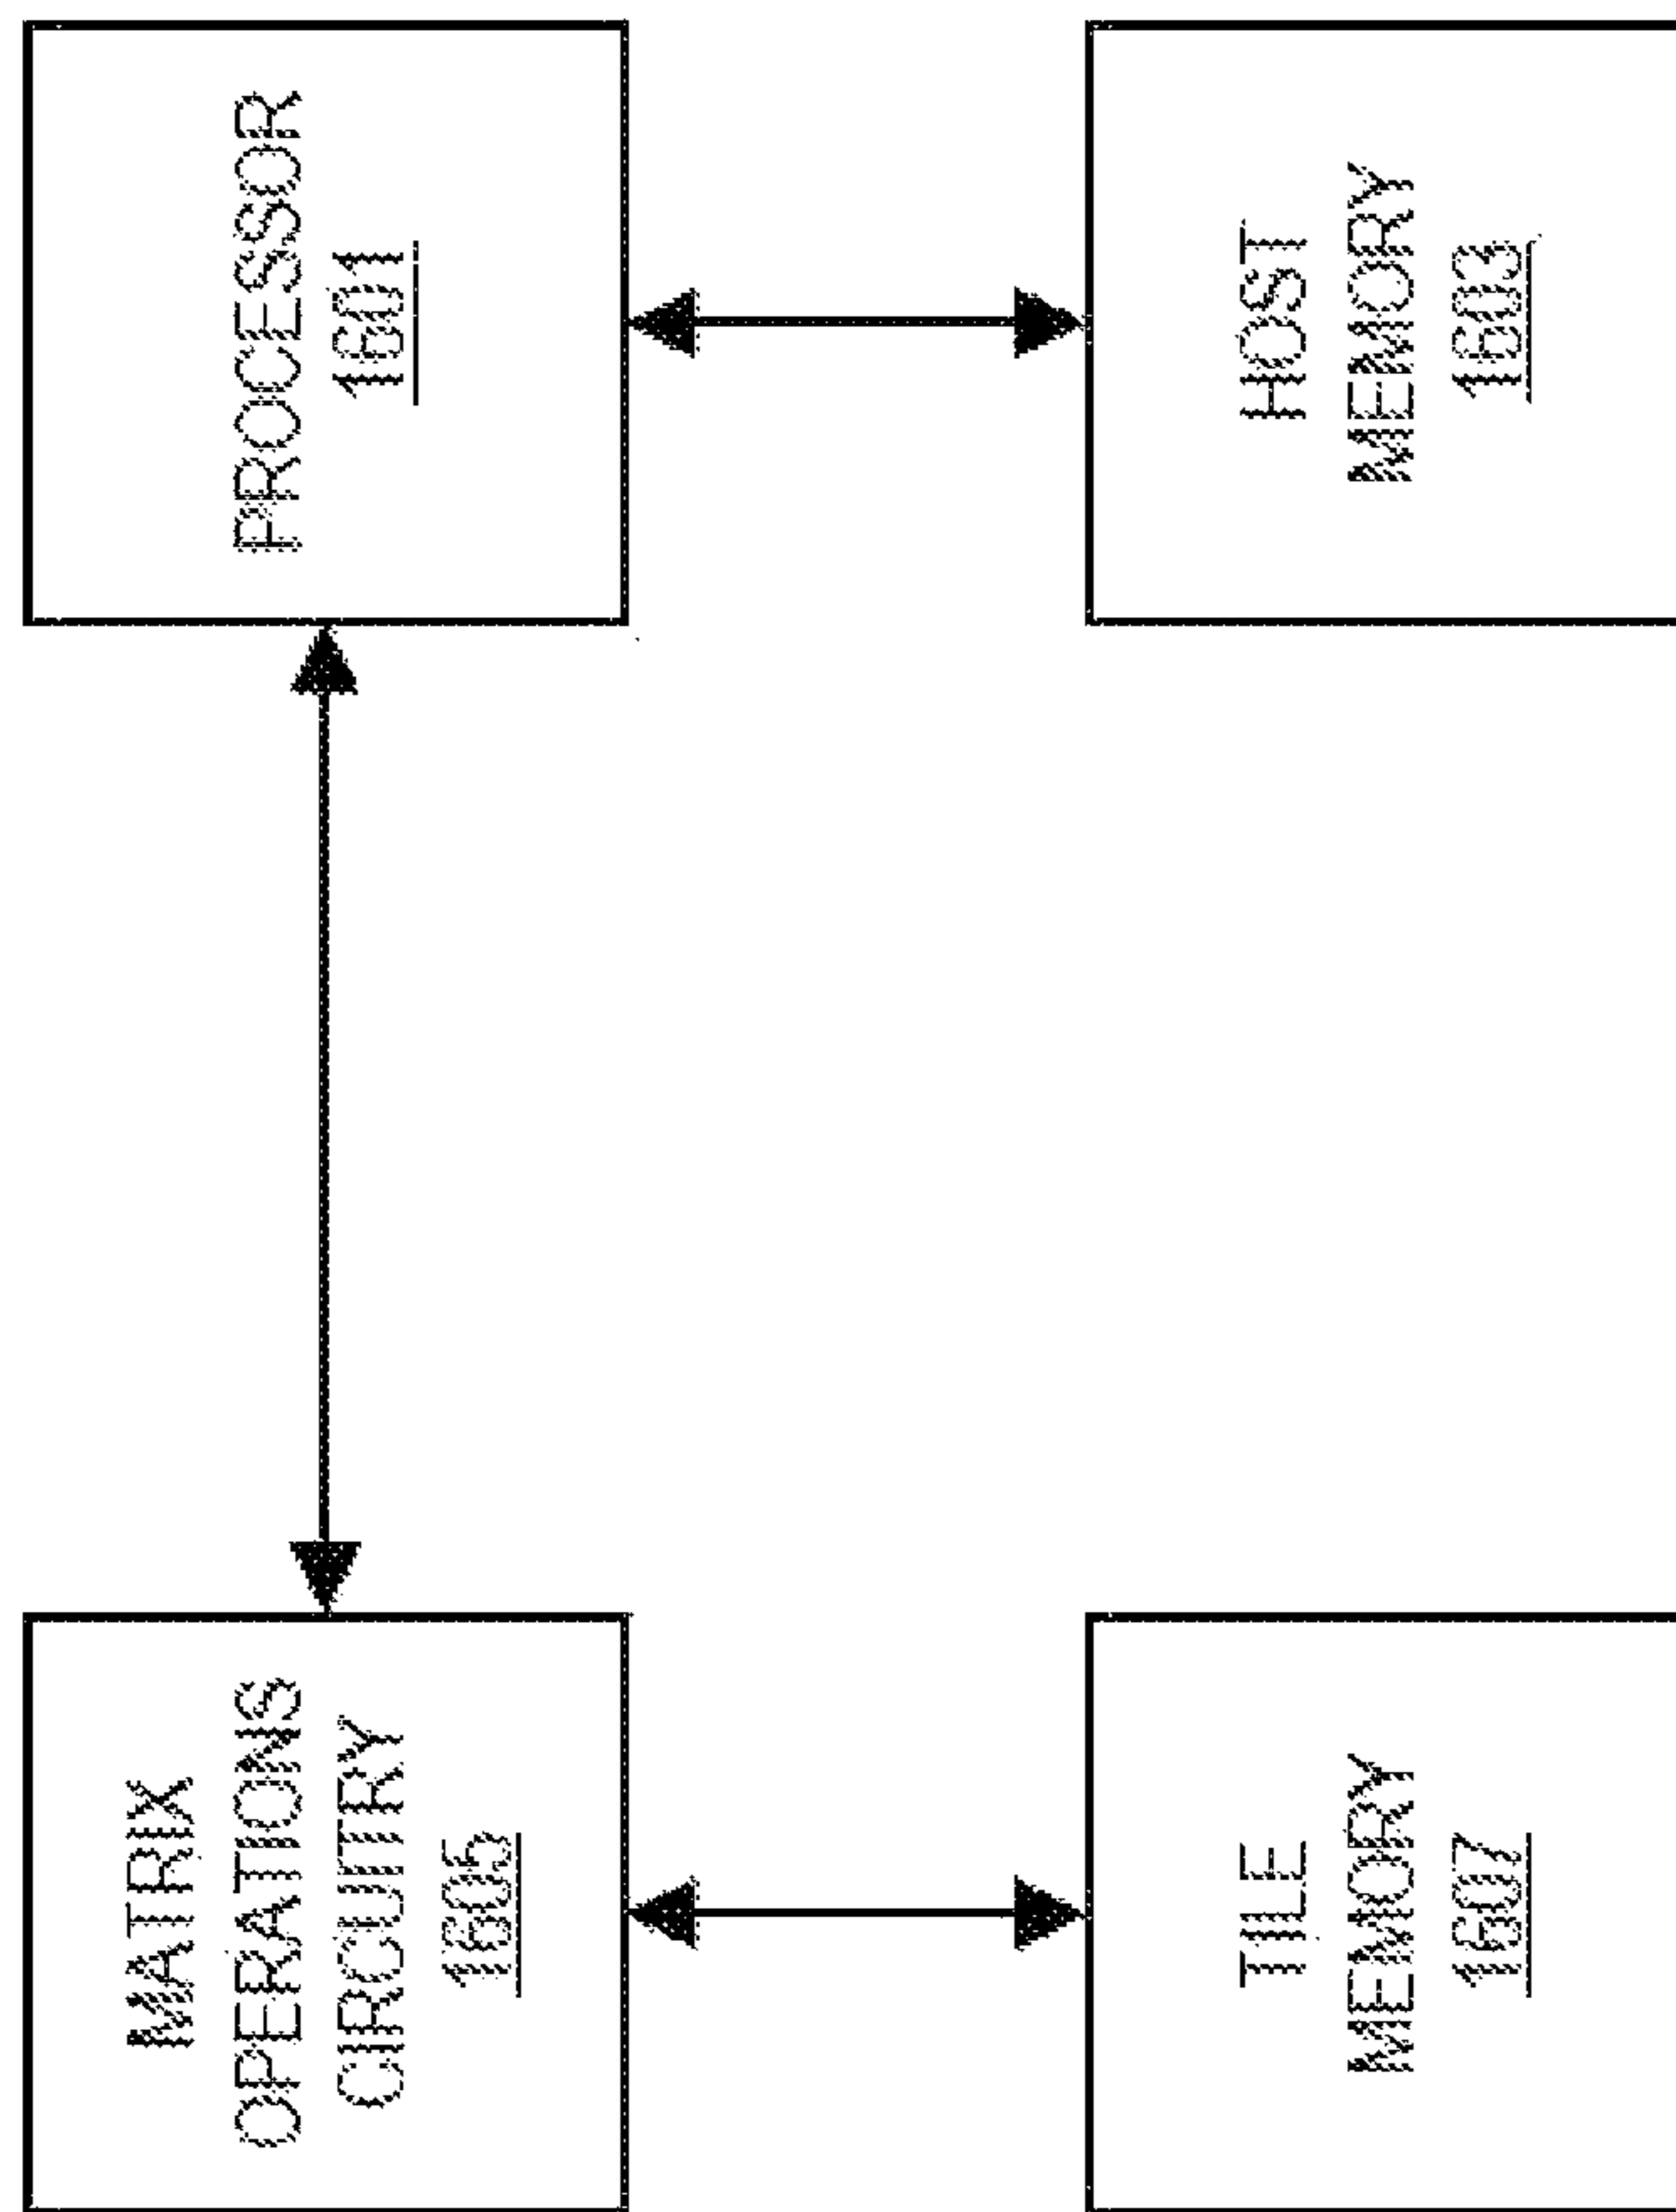 MATRIX
OPERATIONS
CIRCUITRY
1605
PROCESSOR
1601
TILE
MEMORY
1607
HOST
MEMORY
1603